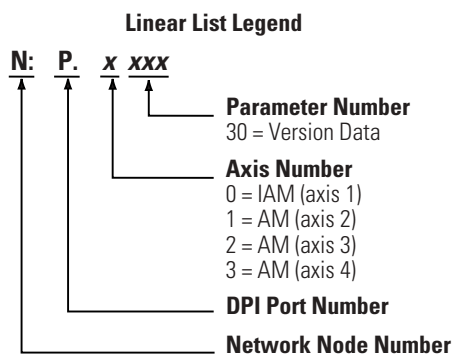 Linear List Legend
N: P. x xxx
Parameter Number
30 = Version Data
Axis Number
0 = IAM (axis 1)
1 = AM (axis 2)
2 = AM (axis 3)
3 = AM (axis 4)
DPI Port Number
Network Node Number